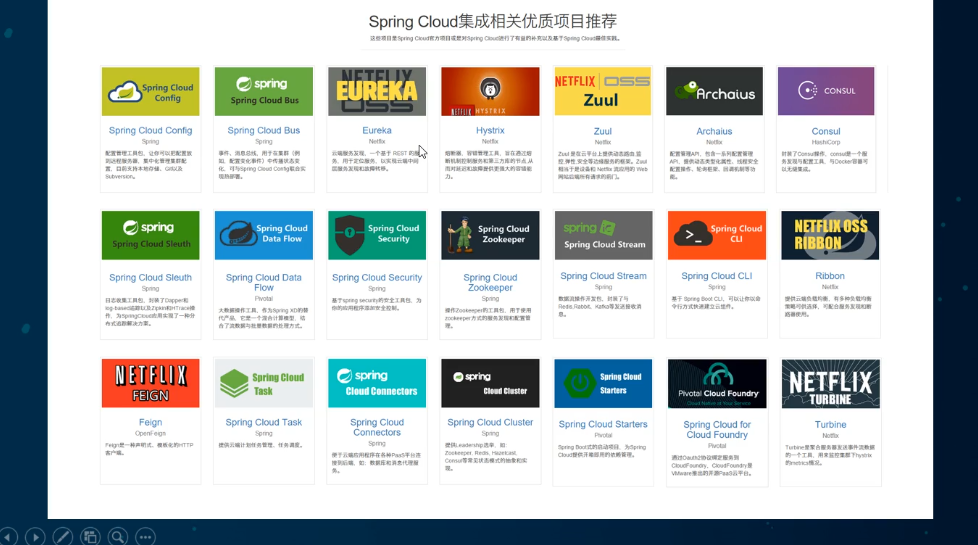 Spring Cloud集成相关优质项目推荐
这些项目是Spring Cloud官方项目或是对Spring Cloud进行了有益的补充以及基于Spring Cloud最佳实践。
Spring Cloud
Config
Spring Cloud Config
Spring
配置管理工具包，让你可以把配置放
到远程服务器，集中化管理集群配
置，目前支持本地存储、Git以及
Subversion。
spring
Spring Cloud Bus
Spring Cloud Bus
Spring
事件、消息总线，用于在集群（例
如，配置变化事件）中传播状态变
化，可与Spring Cloud Config联合实
现热部署。
NETFLIX
EUREKA
OSS
Eureka
Netflix
云端服务发现，一个基于 REST 的服
务，用于定位服务，以实现云端中间
层服务发现和故障转移。
NETFLIX HYSTRIX
Hystrix
Netflix
熔断器，容错管理工具，旨在通过熔
断机制控制服务和第三方库的节点,从
而对延迟和故障提供更强大的容错能
力。
NETFLIX OSS
Zuul
Zuul
Netflix
Zuul 是在云平台上提供动态路由,监
控,弹性,安全等边缘服务的框架。Zuul
相当于是设备和 Netflix 流应用的 Web
网站后端所有请求的前门。
Archaius
Archaius
Netflix
配置管理API，包含一系列配置管理
API，提供动态类型化属性、线程安全
配置操作、轮询框架、回调机制等功
能。
CONSUL
Consul
HashiCorp
封装了Consul操作，consul是一个服
务发现与配置工具，与Docker容器可
以无缝集成。
spring
Spring Cloud Sleuth
Spring Cloud Sleuth
Spring
日志收集工具包，封装了Dapper和
log-based追踪以及Zipkin和HTrace操
作，为SpringCloud应用实现了一种分
布式追踪解决方案。
Spring Cloud
Data Flow
Spring Cloud Data
Flow
Pivotal
大数据操作工具，作为Spring XD的替
代产品，它是一个混合计算模型，结
合了流数据与批量数据的处理方式。
Spring Cloud
Security
Spring Cloud Security
Spring
基于spring security的安全工具包，为
你的应用程序添加安全控制。
Spring Cloud
Zookeeper
Spring Cloud
Zookeeper
Spring
操作Zookeeper的工具包，用于使用
zookeeper方式的服务发现和配置管
理。
spring
Spring Cloud Stream
Spring Cloud Stream
Spring
数据流操作开发包，封装了与
Redis,Rabbit、Kafka等发送接收消
息。
Spring Cloud
CLI
Spring Cloud CLI
Spring
基于 Spring Boot CLI，可以让你以命
令行方式快速建立云组件。
NETFLIX OSS
RIBBON
Ribbon
Netflix
提供云端负载均衡，有多种负载均衡
策略可供选择，可配合服务发现和断
路器使用。
NETFLIX
FEIGN
Feign
OpenFeign
Feign是一种声明式、模板化的HTTP
客户端。
Spring Cloud
Task
Spring Cloud Task
Spring
提供云端计划任务管理、任务调度。
spring
Cloud Connectors
Spring Cloud
Connectors
Spring
便于云端应用程序在各种PaaS平台连
接到后端，如：数据库和消息代理服
务。
spring
Cloud Cluster
Spring Cloud Cluster
Spring
提供Leadership选举，如：
Zookeeper, Redis, Hazelcast,
Consul等常见状态模式的抽象和实
现。
Spring Cloud
Starters
Spring Cloud Starters
Pivotal
Spring Boot式的启动项目，为Spring
Cloud提供开箱即用的依赖管理。
Pivotal Cloud Foundry
Spring Cloud for
Cloud Foundry
Pivotal
通过Oauth2协议绑定服务到
CloudFoundry，CloudFoundry是
VMware推出的开源PaaS云平台。
NETFLIX
TURBINE
Turbine
Netflix
Turbine是聚合服务器发送事件流数据
的一个工具，用来监控集群下hystrix
的metrics情况。